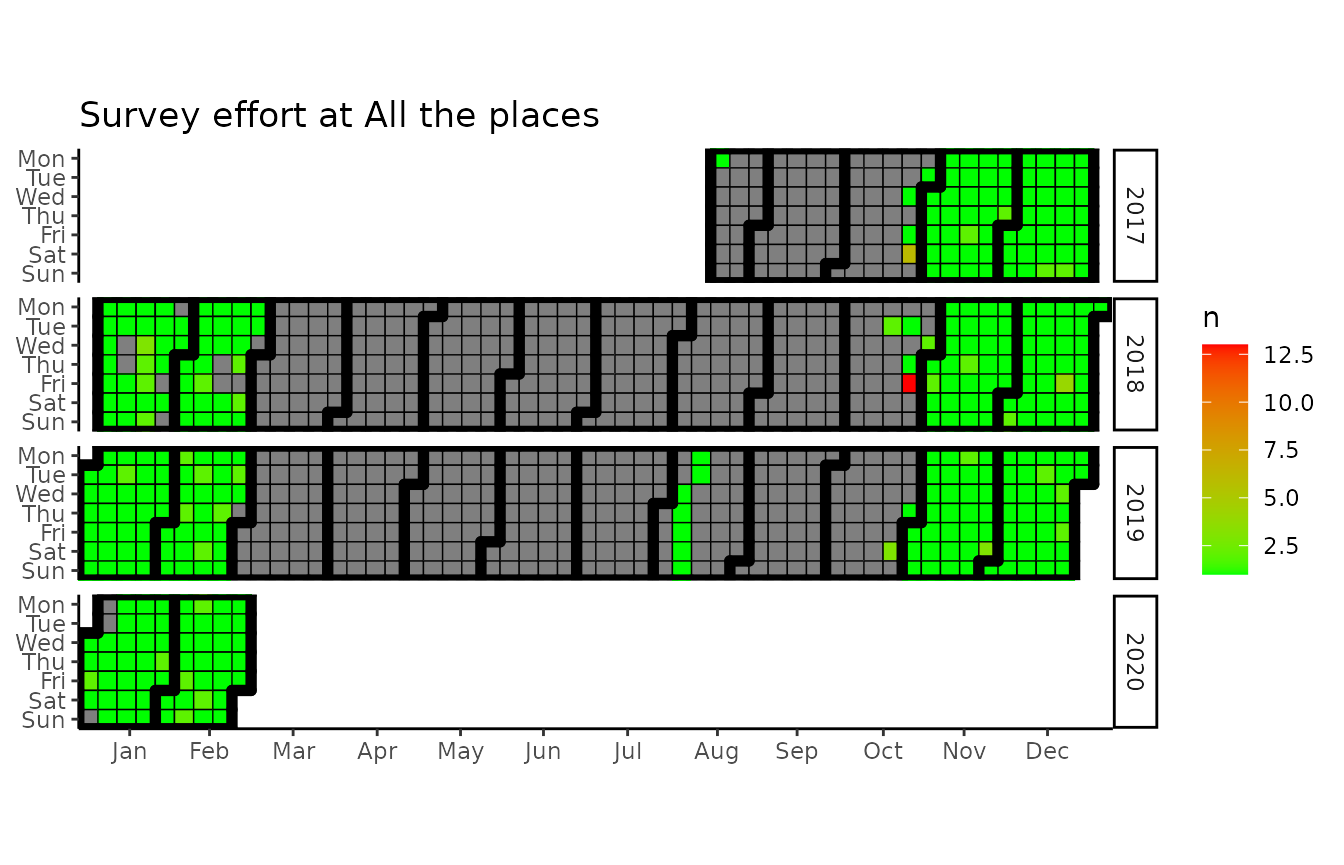 Survey effort at All the places
Mon
Tue
Wed
Thu
Fri
Sat
Sun
2017
Mon
Tue
Wed
Thu
Fri
Sat
Sun
2018
Mon
Tue
Wed
Thu
Fri
Sat
Sun
2019
Mon
Tue
Wed
Thu
Fri
Sat
Sun
2020
Jan Feb Mar Apr May Jun Jul Aug Sep Oct Nov Dec
n
12.5
10.0
7.5
5.0
2.5